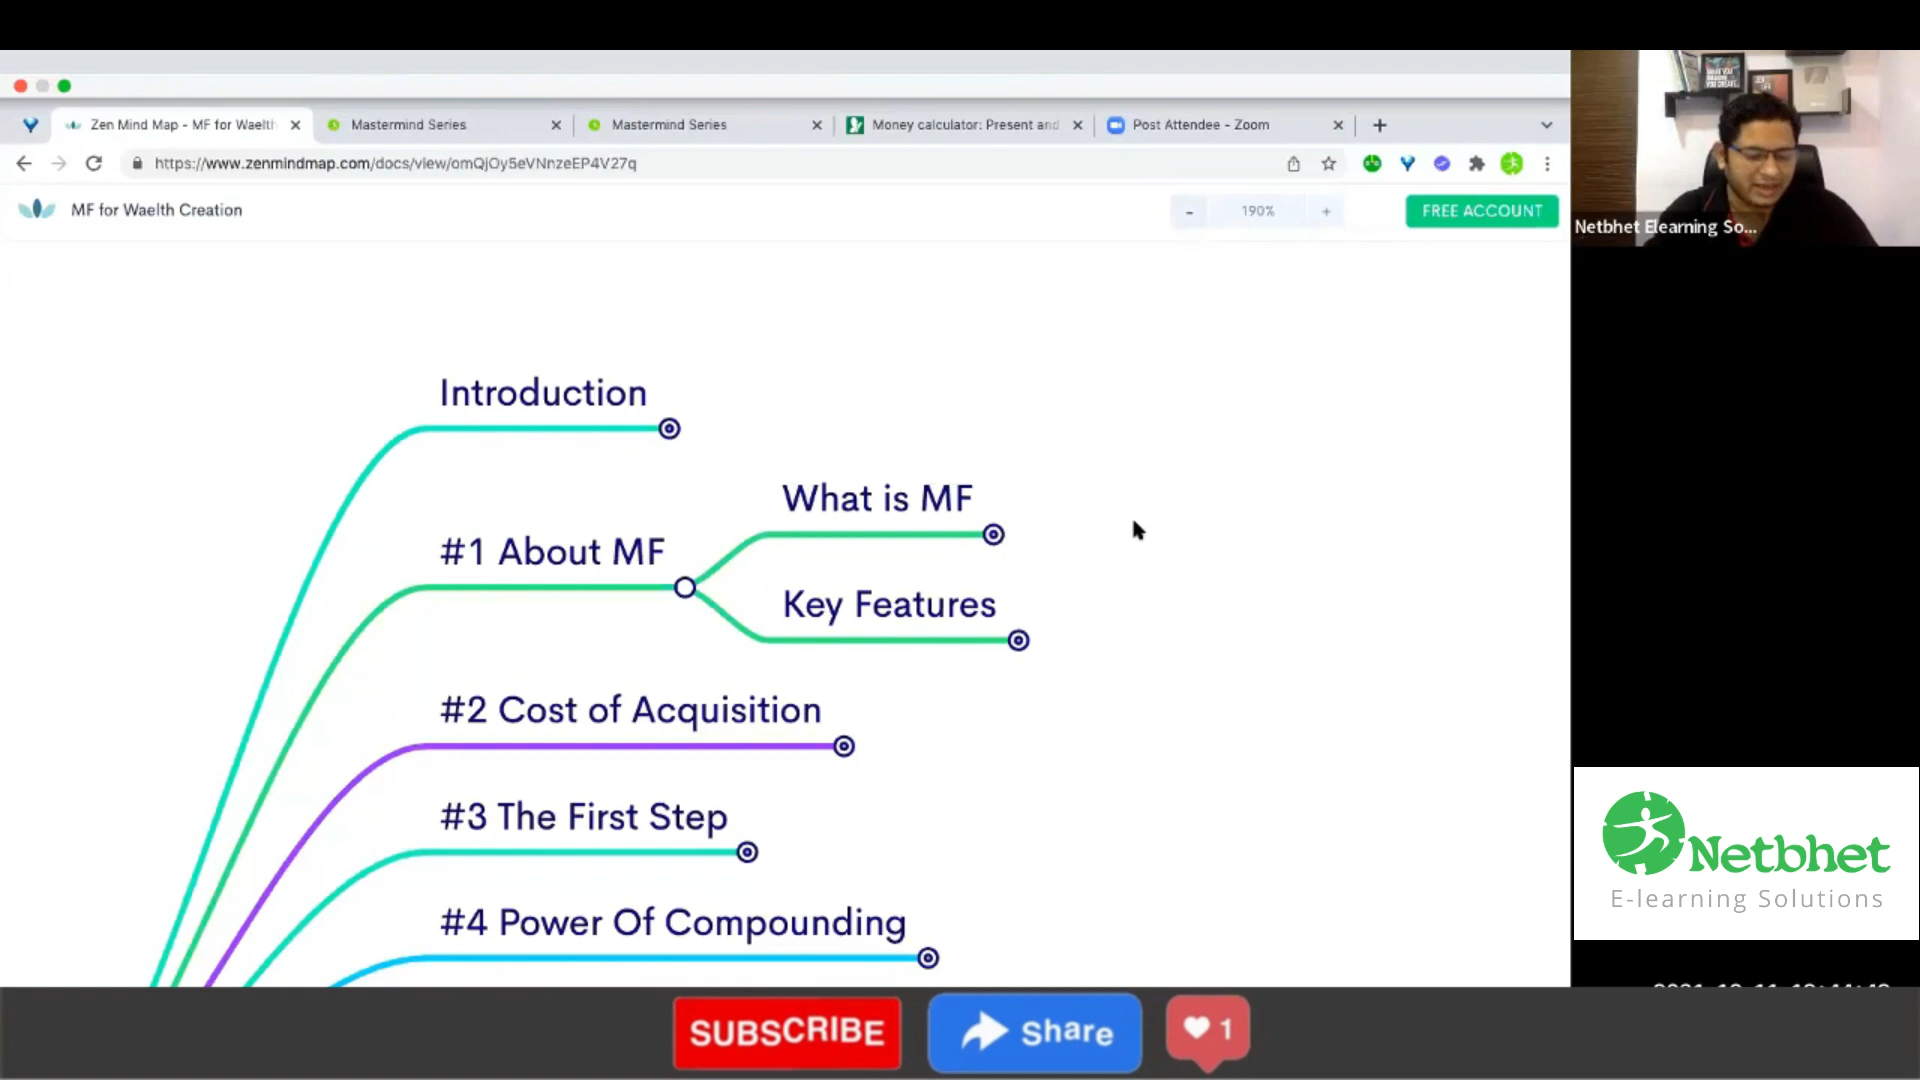 Zen Mind Map - MF for Waelth
Mastermind Series
Mastermind Series
Money calculator: Present and
Post Attendee - Zoom
https://www.zenmindmap.com/docs/view/omQjOy5eVNnzeEP4V27q
MF for Waelth Creation
-
190%
+
FREE ACCOUNT
Netbhet Elearning So...
Introduction
What is MF
#1 About MF
Key Features
#2 Cost of Acquisition
#3 The First Step
#4 Power Of Compounding
Netbhet
E-learning Solutions
SUBSCRIBE
Share
1